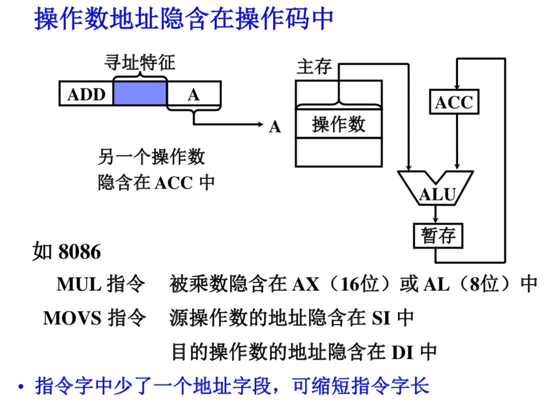 操作数地址隐含在操作码中
寻址特征
ADD
A
A
另一个操作数
隐含在 ACC 中
主存
操作数
ACC
ALU
暂存
如 8086
MUL 指令 被乘数隐含在 AX（16位）或 AL（8位）中
MOVS 指令 源操作数的地址隐含在 SI 中
目的操作数的地址隐含在 DI 中
• 指令字中少了一个地址字段，可缩短指令字长